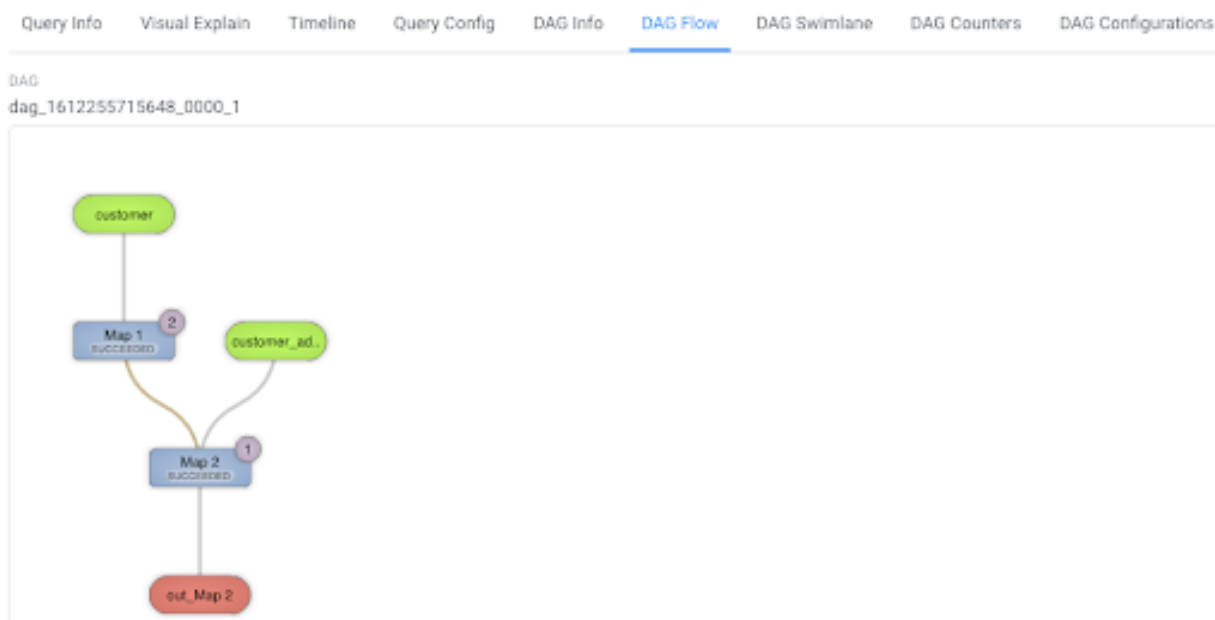 Query Info Visual Explain Timeline Query Config DAG Info DAG Flow DAG Swimlane DAG Counters DAG Configurations
DAG
dag_1612255715648_0000_1
customer
2
Map 1
SUCCEEDED
customer_ad..
1
Map 2
SUCCEEDED
out_Map 2